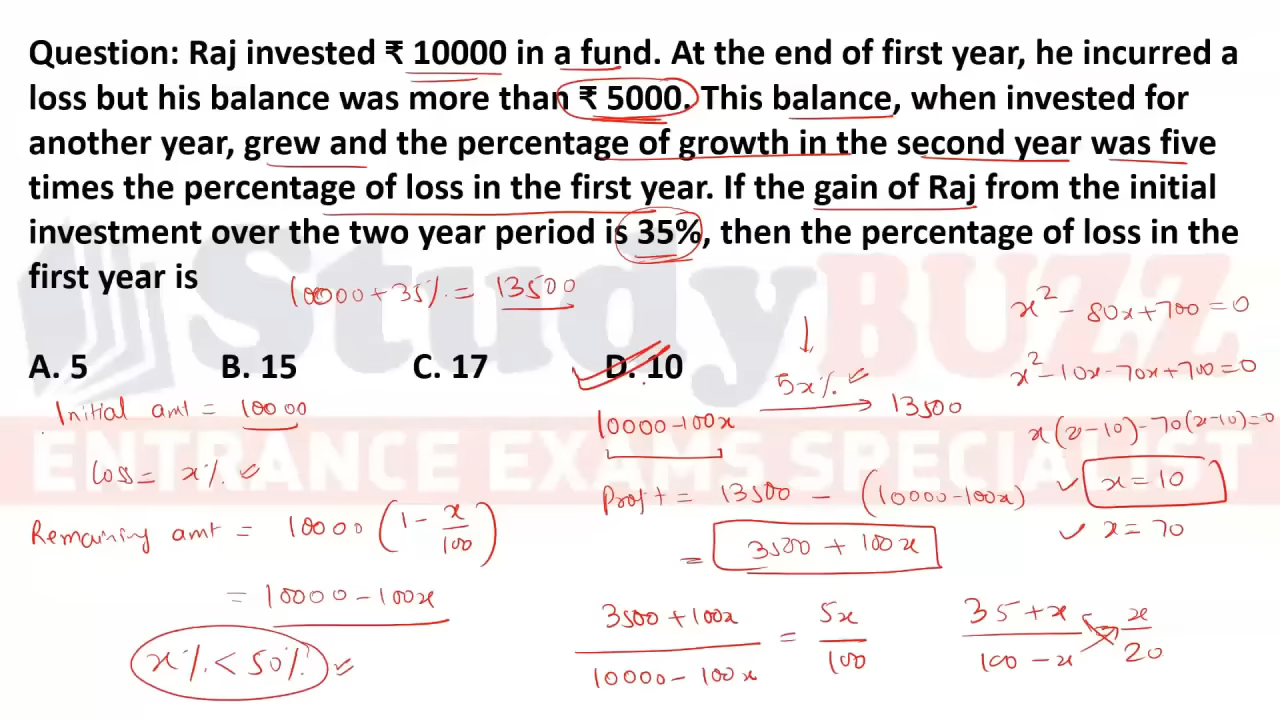 Question: Raj invested ₹ 10000 in a fund. At the end of first year, he incurred a
loss but his balance was more than ₹ 5000. This balance, when invested for
another year, grew and the percentage of growth in the second year was five
times the percentage of loss in the first year. If the gain of Raj from the initial
investment over the two year period is 35%, then the percentage of loss in the
first year is
10000 + 35% = 13500
A. 5 B. 15 C. 17 D. 10
StudyBUZZ
ENTRANCE EXAMS SPECIALIST
Initial amt = 10000
Loss = x%
Remaining amt = 10000 (1 - x/100)
= 10000 - 100x
x% < 50%
5x%
10000-100x → 13500
Profit = 13500 - (10000-100x)
= 3500 + 100x
3500 + 100x / 10000 - 100x = 5x / 100
35 + x / 100 - x = x / 20
x² - 80x + 700 = 0
x² - 10x - 70x + 700 = 0
x(x-10) - 70(x-10) = 0
x = 10
x = 70